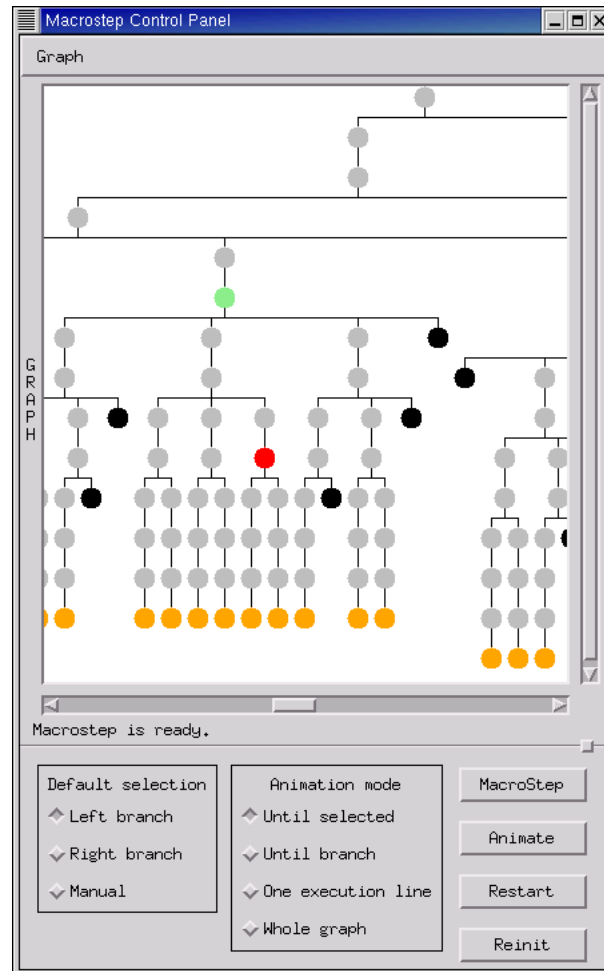 Macrostep Control Panel
Graph
GRAPH
Macrostep is ready.
Default selection
Left branch
Right branch
Manual
Animation mode
Until selected
Until branch
One execution line
Whole graph
MacroStep
Animate
Restart
Reinit